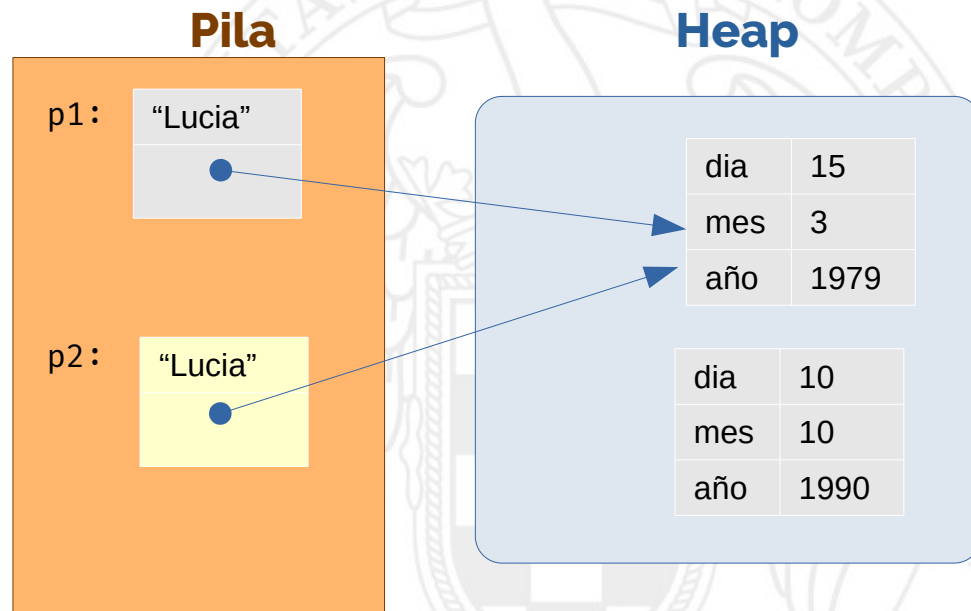 Pila
Heap
p1:
“Lucia”
dia 15
mes 3
año 1979
p2:
“Lucia”
dia 10
mes 10
año 1990